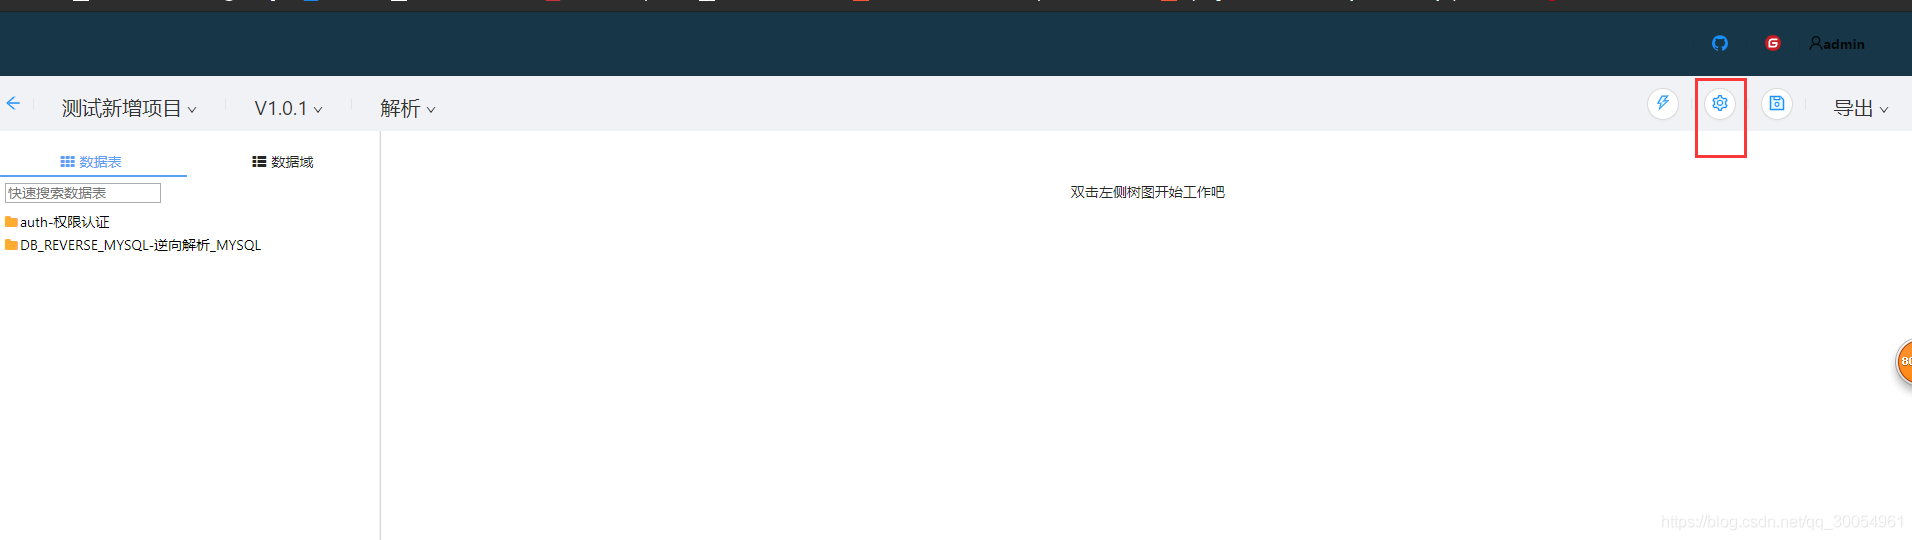 admin
测试新增项目 V1.0.1 解析 导出
数据表 数据域
快速搜索数据表
双击左侧树图开始工作吧
auth-权限认证
DB_REVERSE_MYSQL-逆向解析_MYSQL
https://blog.csdn.net/qq_30054961